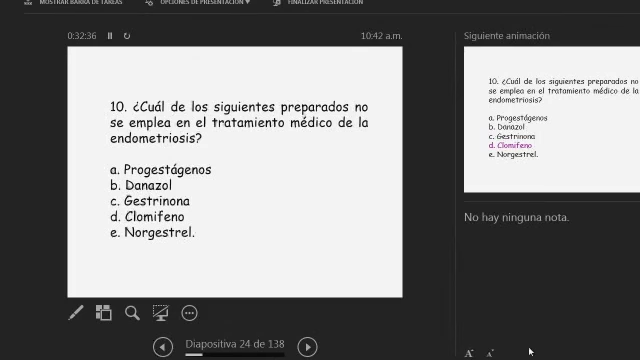 MOSTRAR BARRA DE TAREAS OPCIONES DE PRESENTACIÓN FINALIZAR PRESENTACIÓN
0:32:36 10:42 a.m.
10. ¿Cuál de los siguientes preparados no
se emplea en el tratamiento médico de la
endometriosis?
a. Progestágenos
b. Danazol
c. Gestrinona
d. Clomifeno
e. Norgestrel.
Diapositiva 24 de 138
Siguiente animación
10. ¿Cuál de los siguientes preparados no
se emplea en el tratamiento médico de la
endometriosis?
a. Progestágenos
b. Danazol
c. Gestrinona
d. Clomifeno
e. Norgestrel.
No hay ninguna nota.
A A